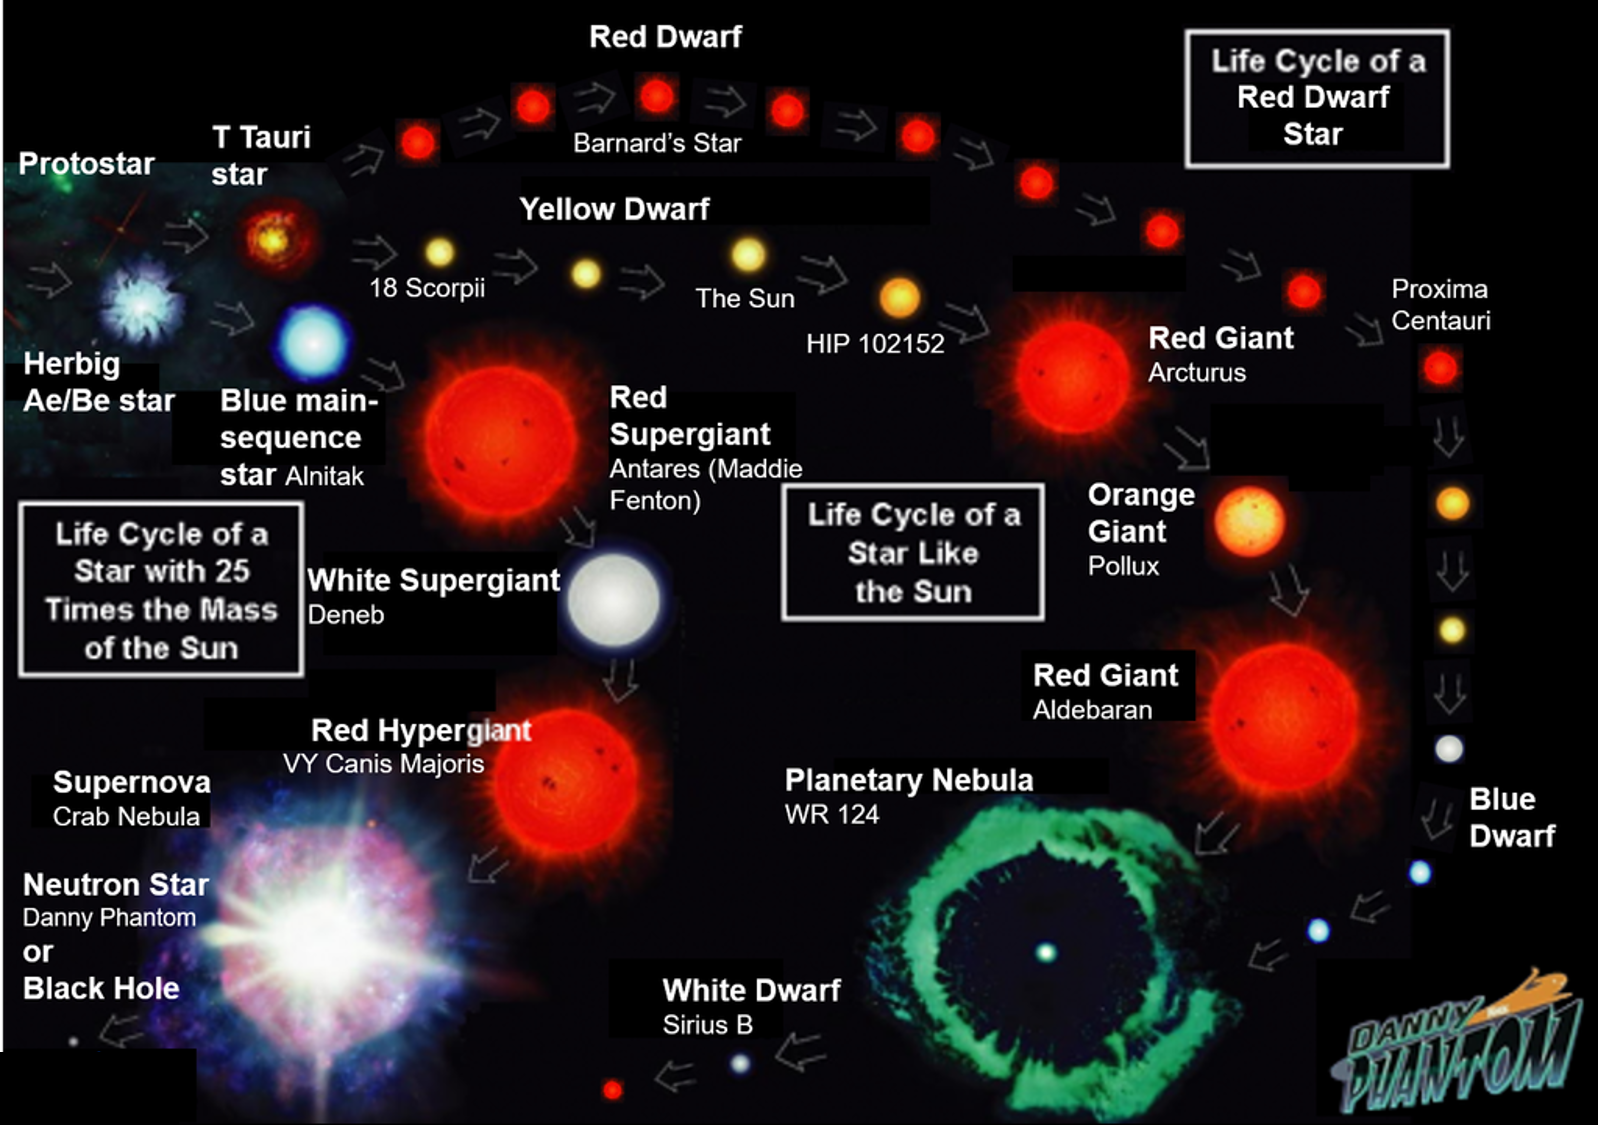 Red Dwarf
Barnard's Star
Life Cycle of a
Red Dwarf
Star
Protostar
T Tauri
star
Yellow Dwarf
18 Scorpii
The Sun
HIP 102152
Proxima
Centauri
Herbig
Ae/Be star
Blue main-
sequence
star Alnitak
Red
Supergiant
Antares (Maddie
Fenton)
Red Giant
Arcturus
Life Cycle of a
Star with 25
Times the Mass
of the Sun
White Supergiant
Deneb
Life Cycle of a
Star Like
the Sun
Orange
Giant
Pollux
Red Giant
Aldebaran
Red Hypergiant
VY Canis Majoris
Supernova
Crab Nebula
Planetary Nebula
WR 124
Blue
Dwarf
Neutron Star
Danny Phantom
or
Black Hole
White Dwarf
Sirius B
DANNY
PHANTOM